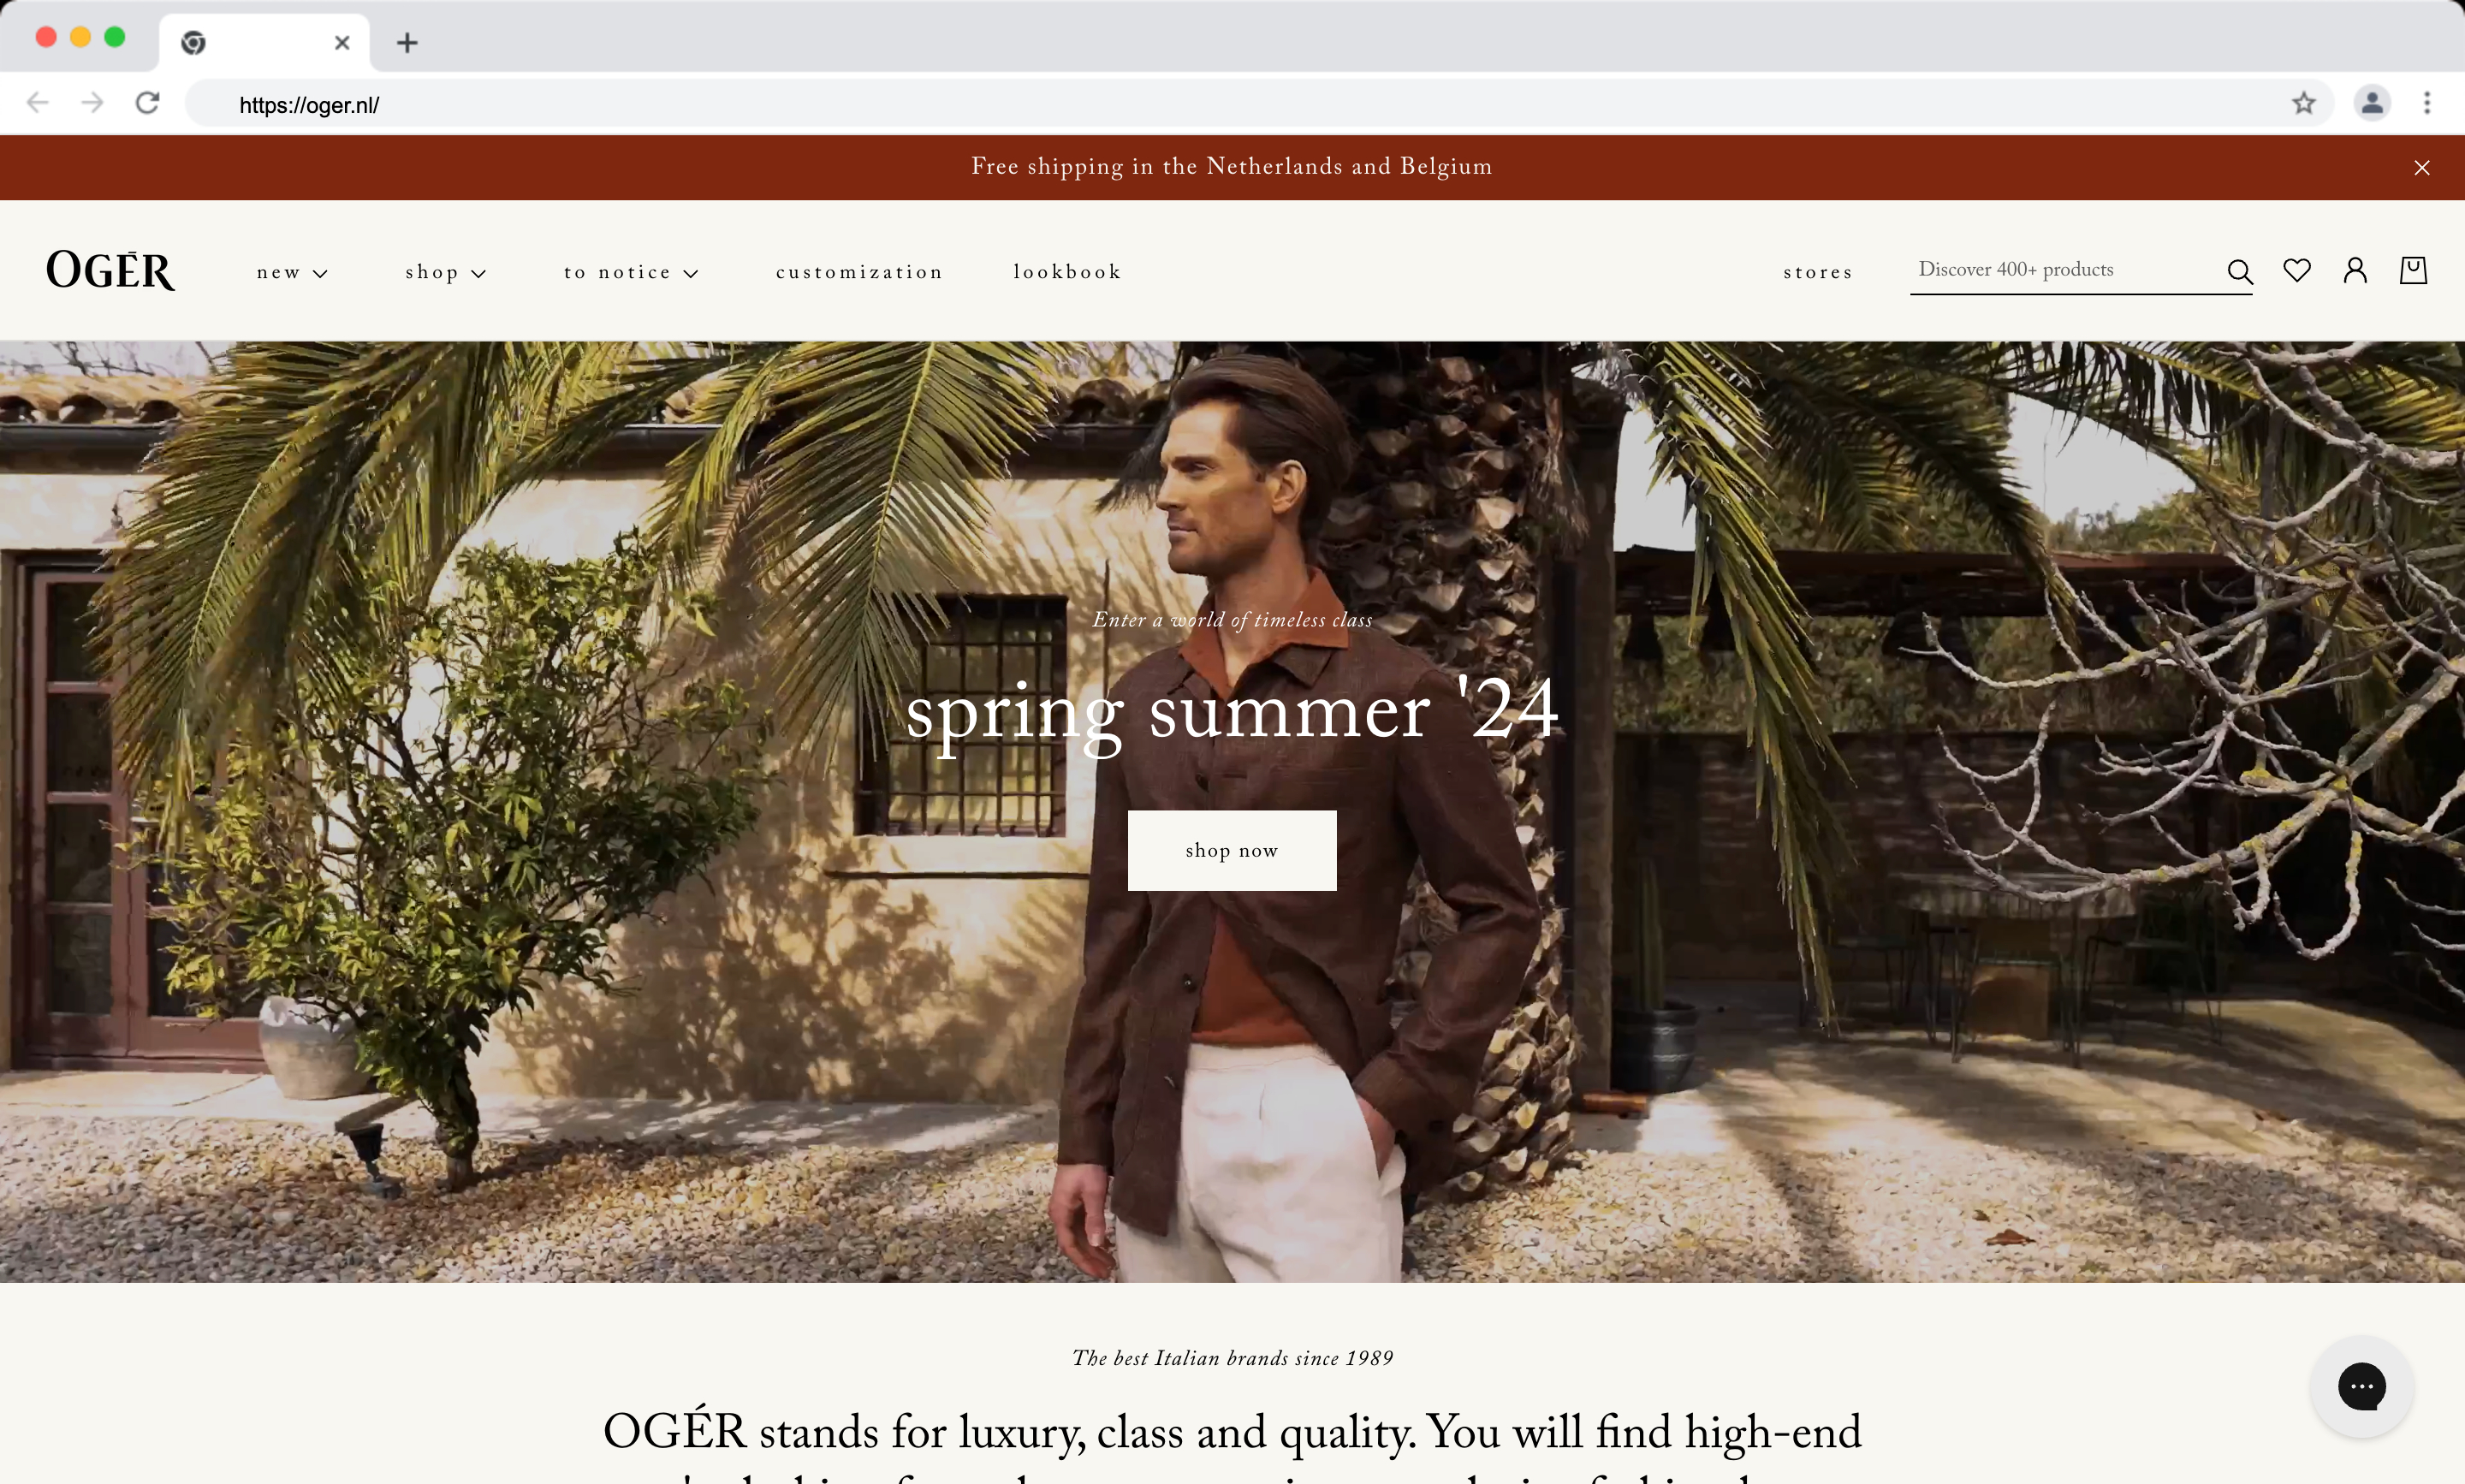 https://oger.nl/
Free shipping in the Netherlands and Belgium
OGĒR
new
shop
to notice
customization
lookbook
stores
Discover 400+ products
Enter a world of timeless class
spring summer '24
shop now
The best Italian brands since 1989
OGÉR stands for luxury, class and quality. You will find high-end